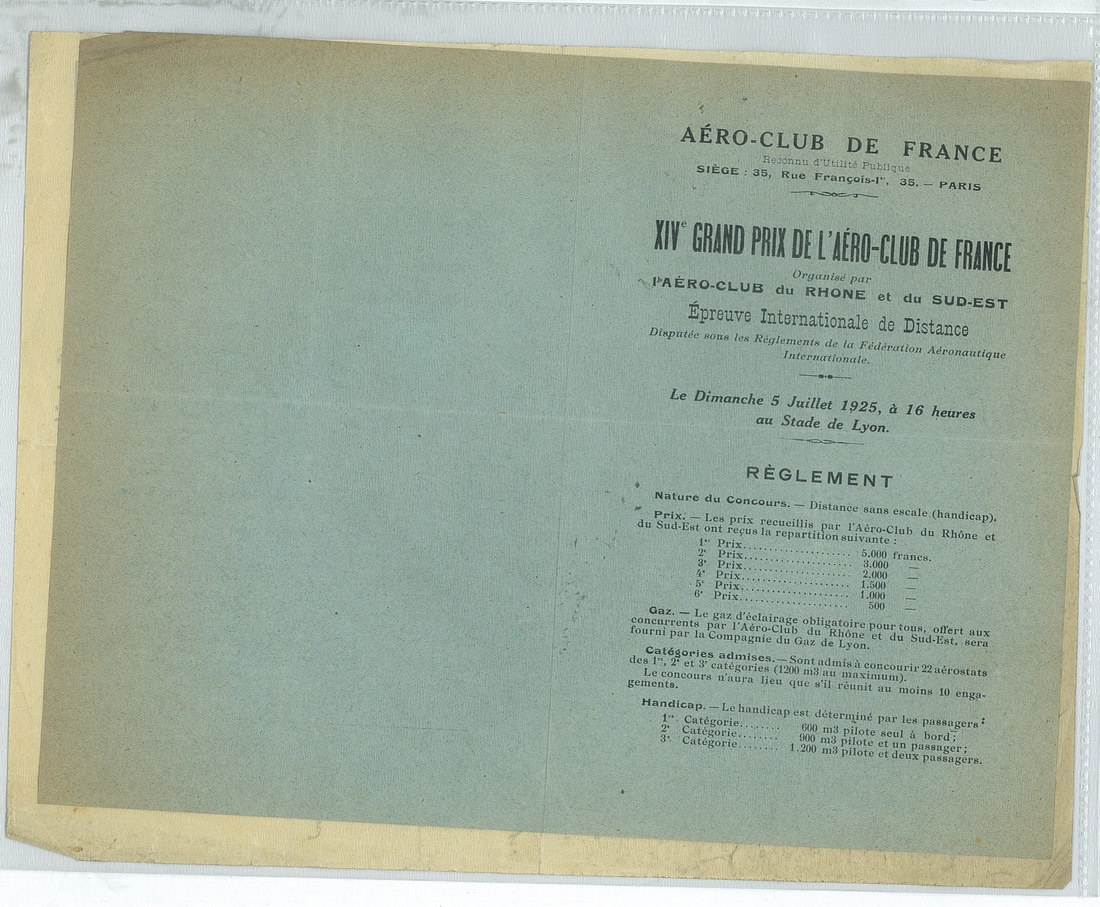 AÉRO-CLUB DE FRANCE
Reconnu d'Utilité Publique
SIÈGE : 35, Rue François-Iᵉʳ, 35. — PARIS
XIVᵉ GRAND PRIX DE L'AÉRO-CLUB DE FRANCE
Organisé par
l'AÉRO-CLUB du RHONE et du SUD-EST
Épreuve Internationale de Distance
Disputée sous les Règlements de la Fédération Aéronautique
Internationale.
Le Dimanche 5 Juillet 1925, à 16 heures
au Stade de Lyon.
RÈGLEMENT
Nature du Concours. — Distance sans escale (handicap).
Prix. — Les prix recueillis par l'Aéro-Club du Rhône et
du Sud-Est ont reçus la repartition suivante :
1ᵉʳ Prix.................... 5.000 francs.
2ᵉ Prix.................... 3.000 —
3ᵉ Prix.................... 2.000 —
4ᵉ Prix.................... 1.500 —
5ᵉ Prix.................... 1.000 —
6ᵉ Prix.................... 500 —
Gaz. — Le gaz d'éclairage obligatoire pour tous, offert aux
concurrents par l'Aéro-Club du Rhône et du Sud-Est, sera
fourni par la Compagnie du Gaz de Lyon.
Catégories admises. — Sont admis à concourir 22 aérostats
des 1ʳᵉ, 2ᵉ et 3ᵉ catégories (1200 m3 au maximum).
Le concours n'aura lieu que s'il réunit au moins 10 enga-
gements.
Handicap. — Le handicap est déterminé par les passagers :
1ʳᵉ Catégorie........ 600 m3 pilote seul à bord ;
2ᵉ Catégorie........ 900 m3 pilote et un passager ;
3ᵉ Catégorie........ 1.200 m3 pilote et deux passagers.